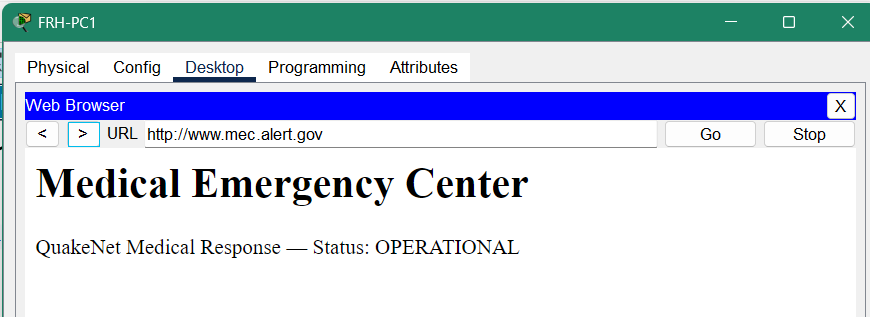 FRH-PC1
Physical Config Desktop Programming Attributes
Web Browser X
< > URL http://www.mec.alert.gov Go Stop
Medical Emergency Center
QuakeNet Medical Response — Status: OPERATIONAL